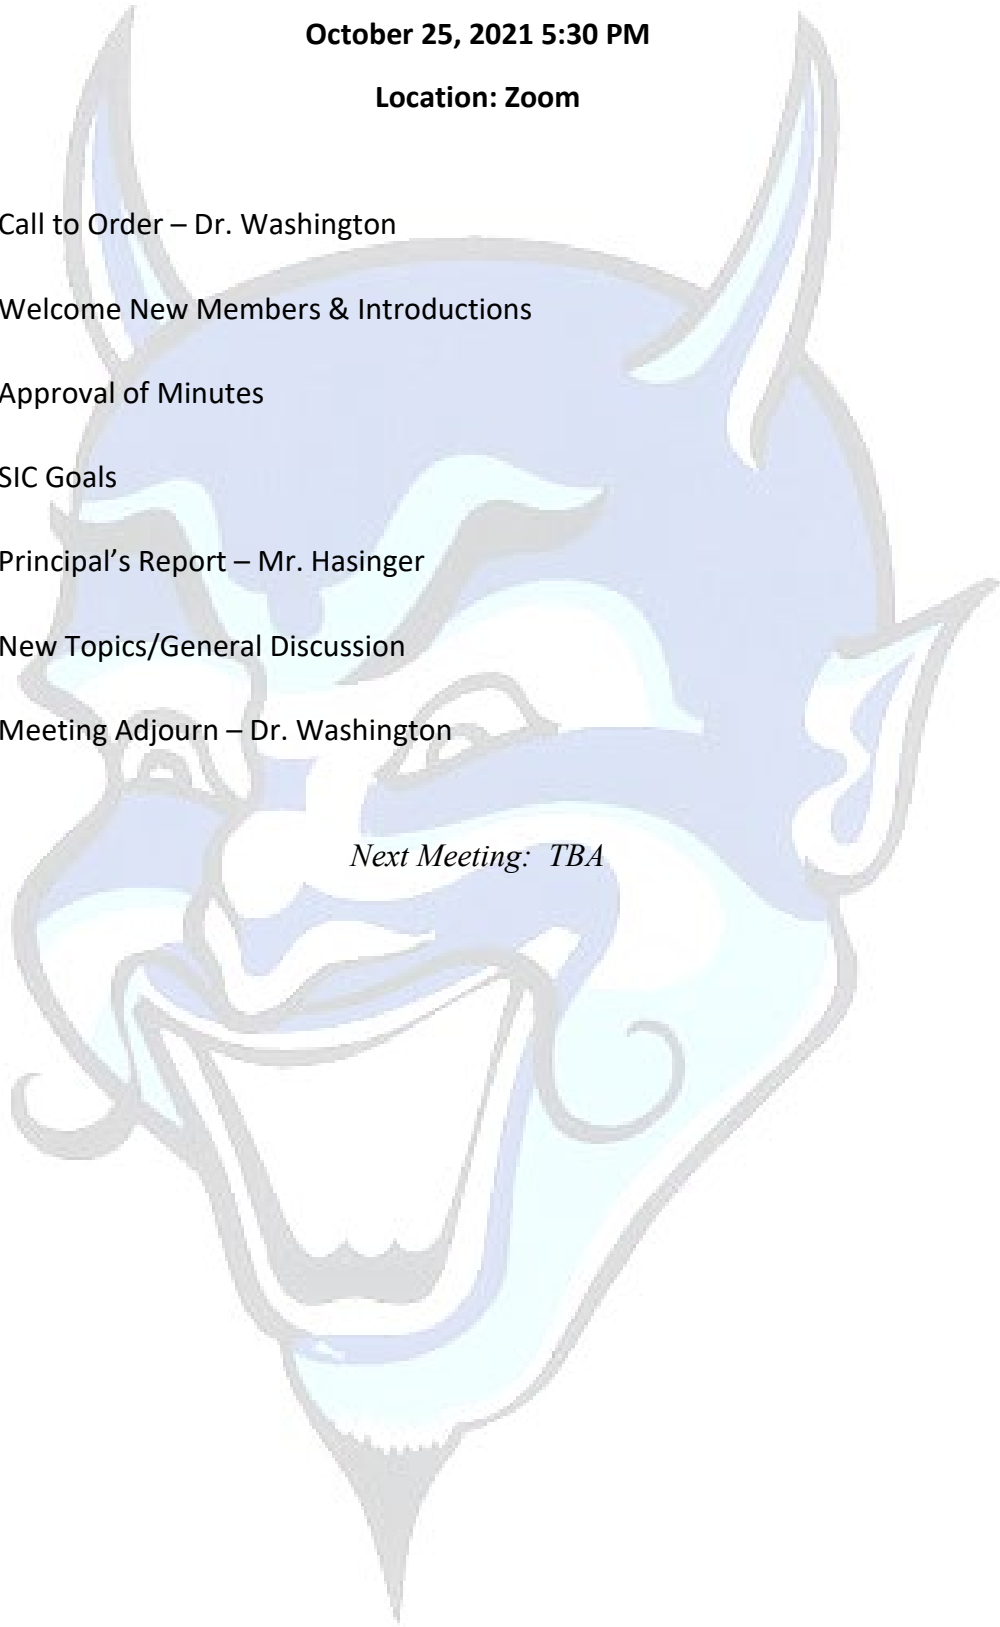 October 25, 2021 5:30 PM
Location: Zoom
Call to Order – Dr. Washington
Welcome New Members & Introductions
Approval of Minutes
SIC Goals
Principal’s Report – Mr. Hasinger
New Topics/General Discussion
Meeting Adjourn – Dr. Washington
Next Meeting:  TBA